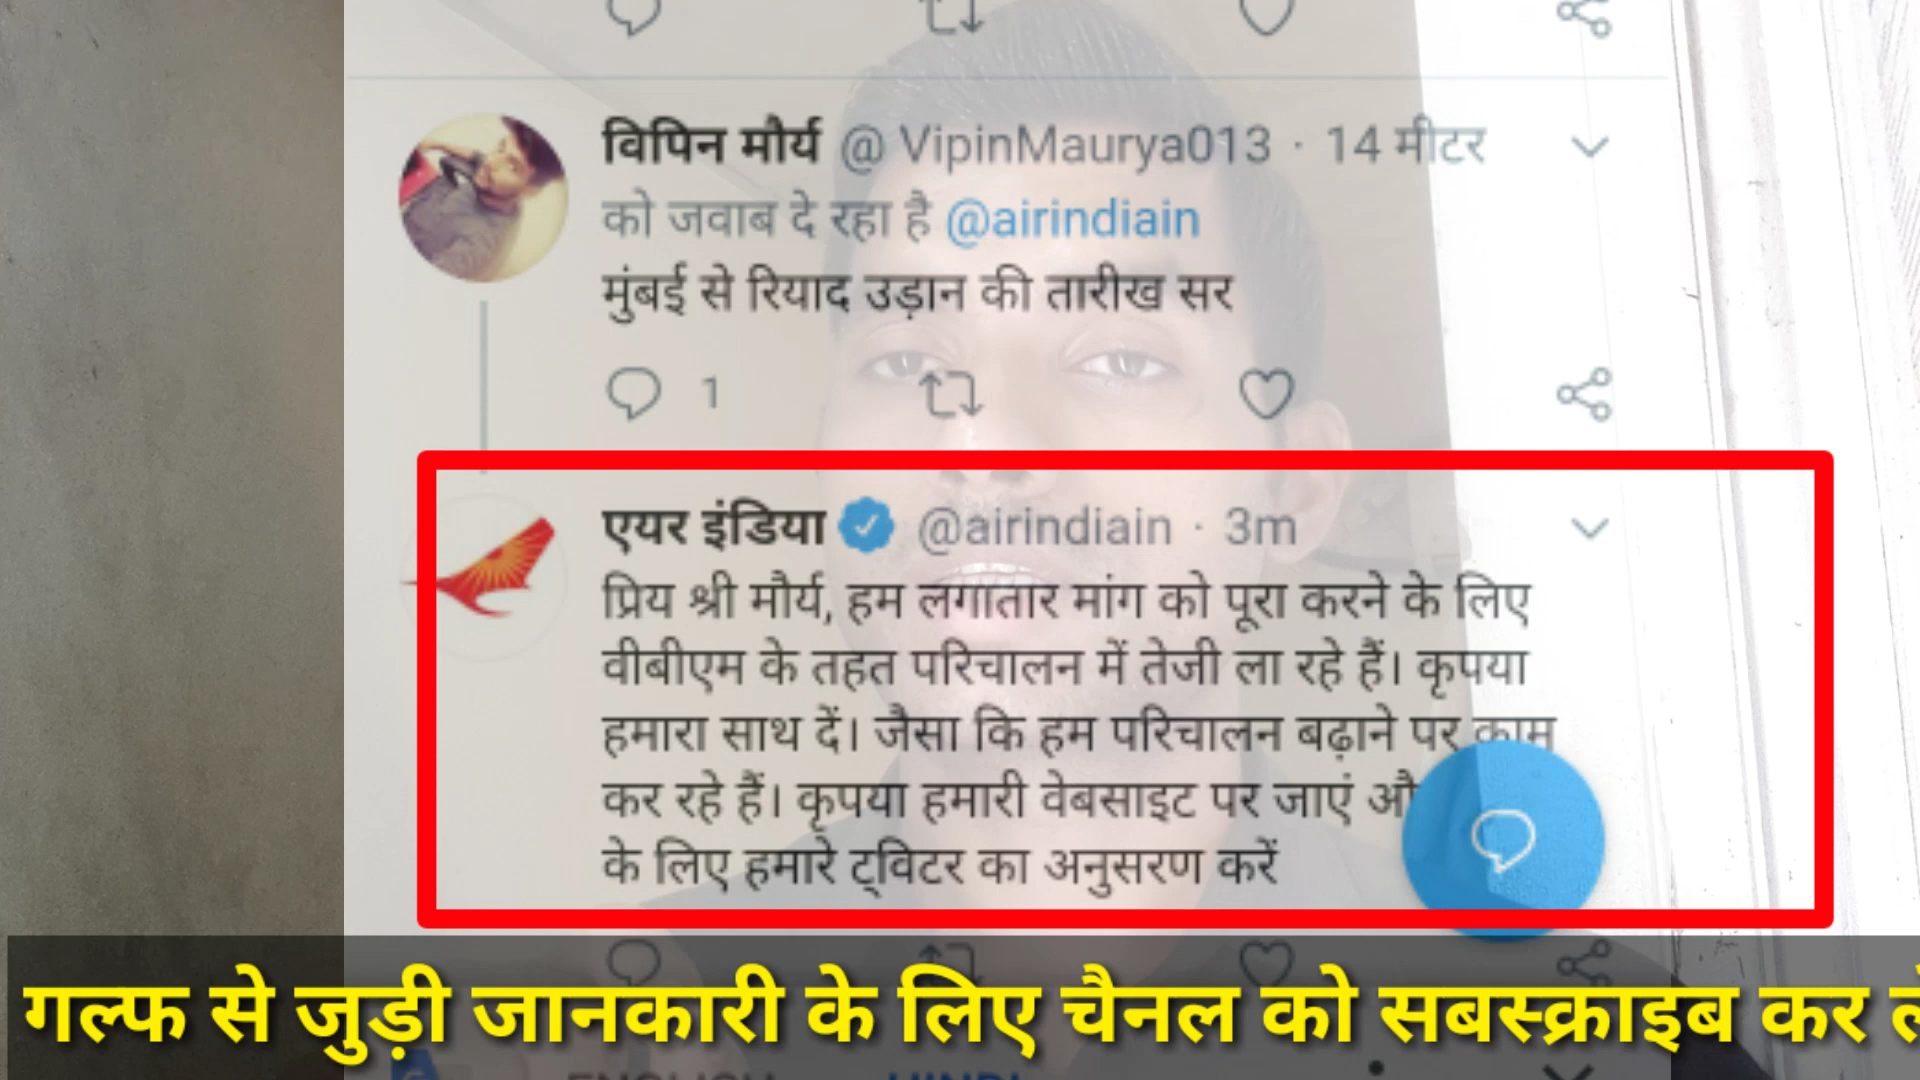 विपिन मौर्य @ VipinMaurya013 · 14 मीटर
को जवाब दे रहा है @airindiain
मुंबई से रियाद उड़ान की तारीख सर
1
एयर इंडिया @airindiain · 3m
प्रिय श्री मौर्य, हम लगातार मांग को पूरा करने के लिए
वीबीएम के तहत परिचालन में तेजी ला रहे हैं। कृपया
हमारा साथ दें। जैसा कि हम परिचालन बढ़ाने पर काम
कर रहे हैं। कृपया हमारी वेबसाइट पर जाएं
के लिए हमारे ट्विटर का अनुसरण करें
गल्फ से जुड़ी जानकारी के लिए चैनल को सबस्क्राइब कर
ENGLISH HINDI